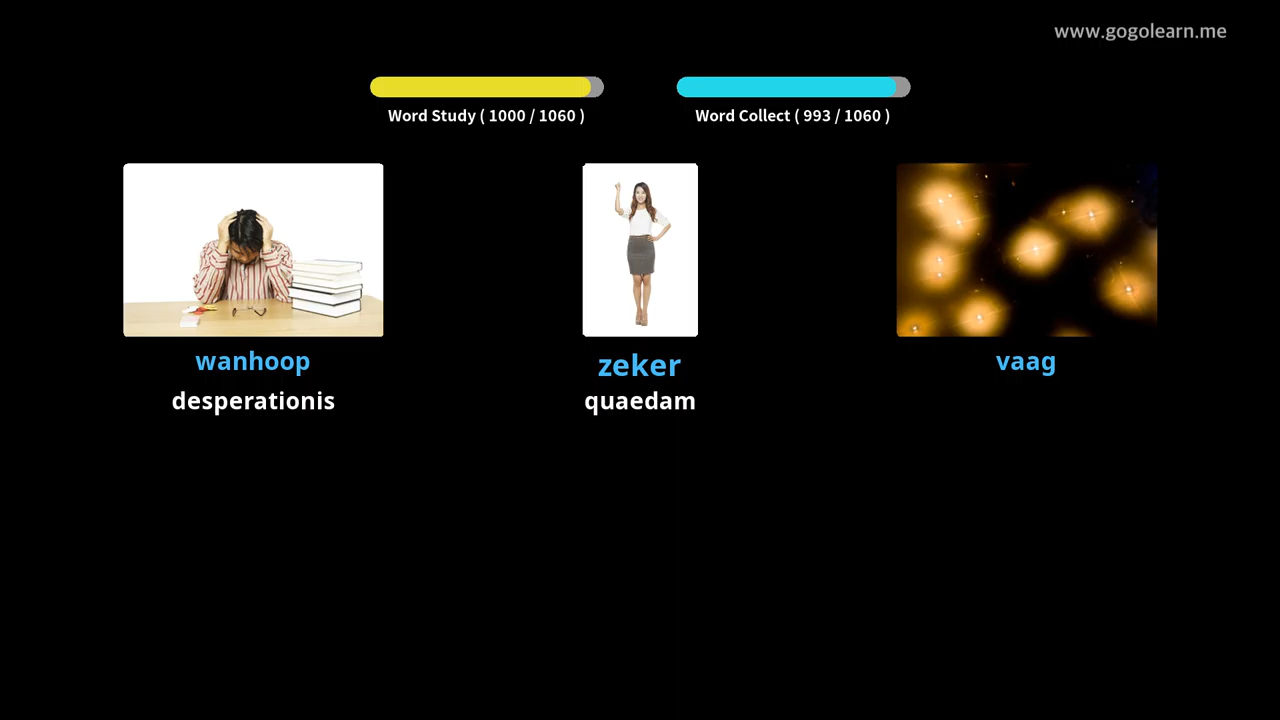 www.gogolearn.me
Word Study ( 1000 / 1060 )
Word Collect ( 993 / 1060 )
wanhoop
zeker
vaag
desperationis
quaedam